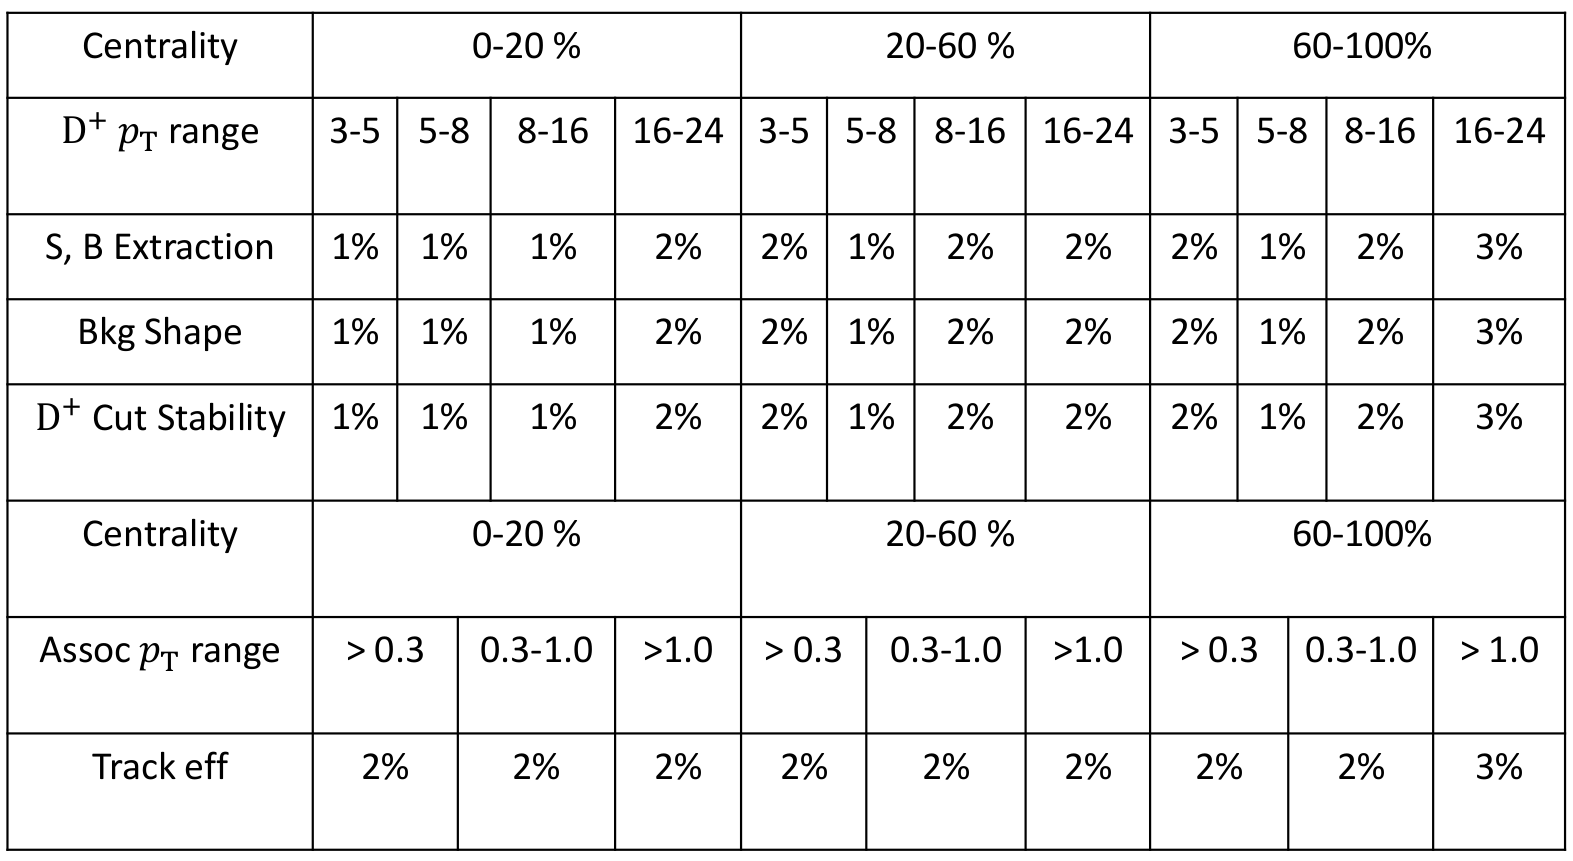 Centrality 0-20 % 20-60 % 60-100%
D⁺ p_T range 3-5 5-8 8-16 16-24 3-5 5-8 8-16 16-24 3-5 5-8 8-16 16-24
S, B Extraction 1% 1% 1% 2% 2% 1% 2% 2% 2% 1% 2% 3%
Bkg Shape 1% 1% 1% 2% 2% 1% 2% 2% 2% 1% 2% 3%
D⁺ Cut Stability 1% 1% 1% 2% 2% 1% 2% 2% 2% 1% 2% 3%
Centrality 0-20 % 20-60 % 60-100%
Assoc p_T range > 0.3 0.3-1.0 >1.0 > 0.3 0.3-1.0 >1.0 > 0.3 0.3-1.0 > 1.0
Track eff 2% 2% 2% 2% 2% 2% 2% 2% 3%